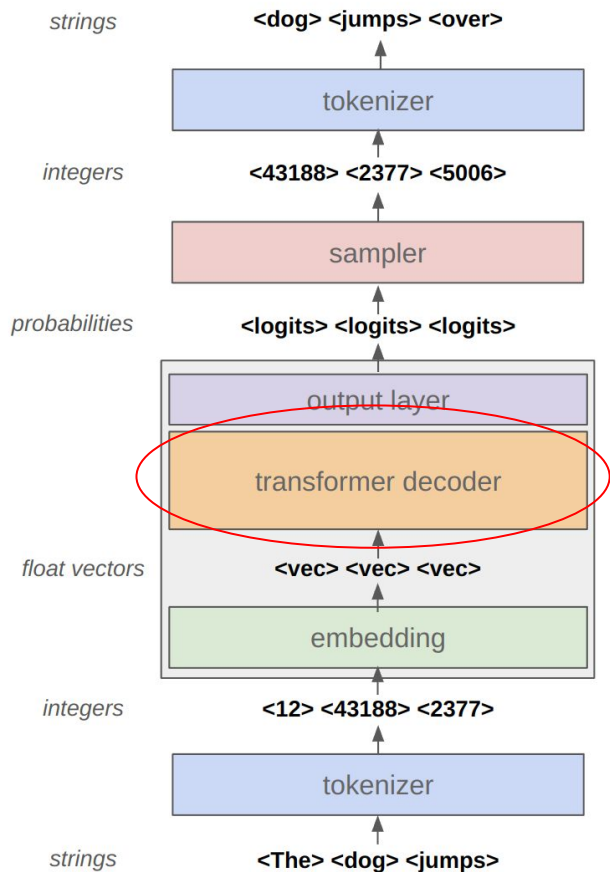 strings <dog> <jumps> <over>
tokenizer
integers <43188> <2377> <5006>
sampler
probabilities <logits> <logits> <logits>
output layer
transformer decoder
float vectors <vec> <vec> <vec>
embedding
integers <12> <43188> <2377>
tokenizer
strings <The> <dog> <jumps>